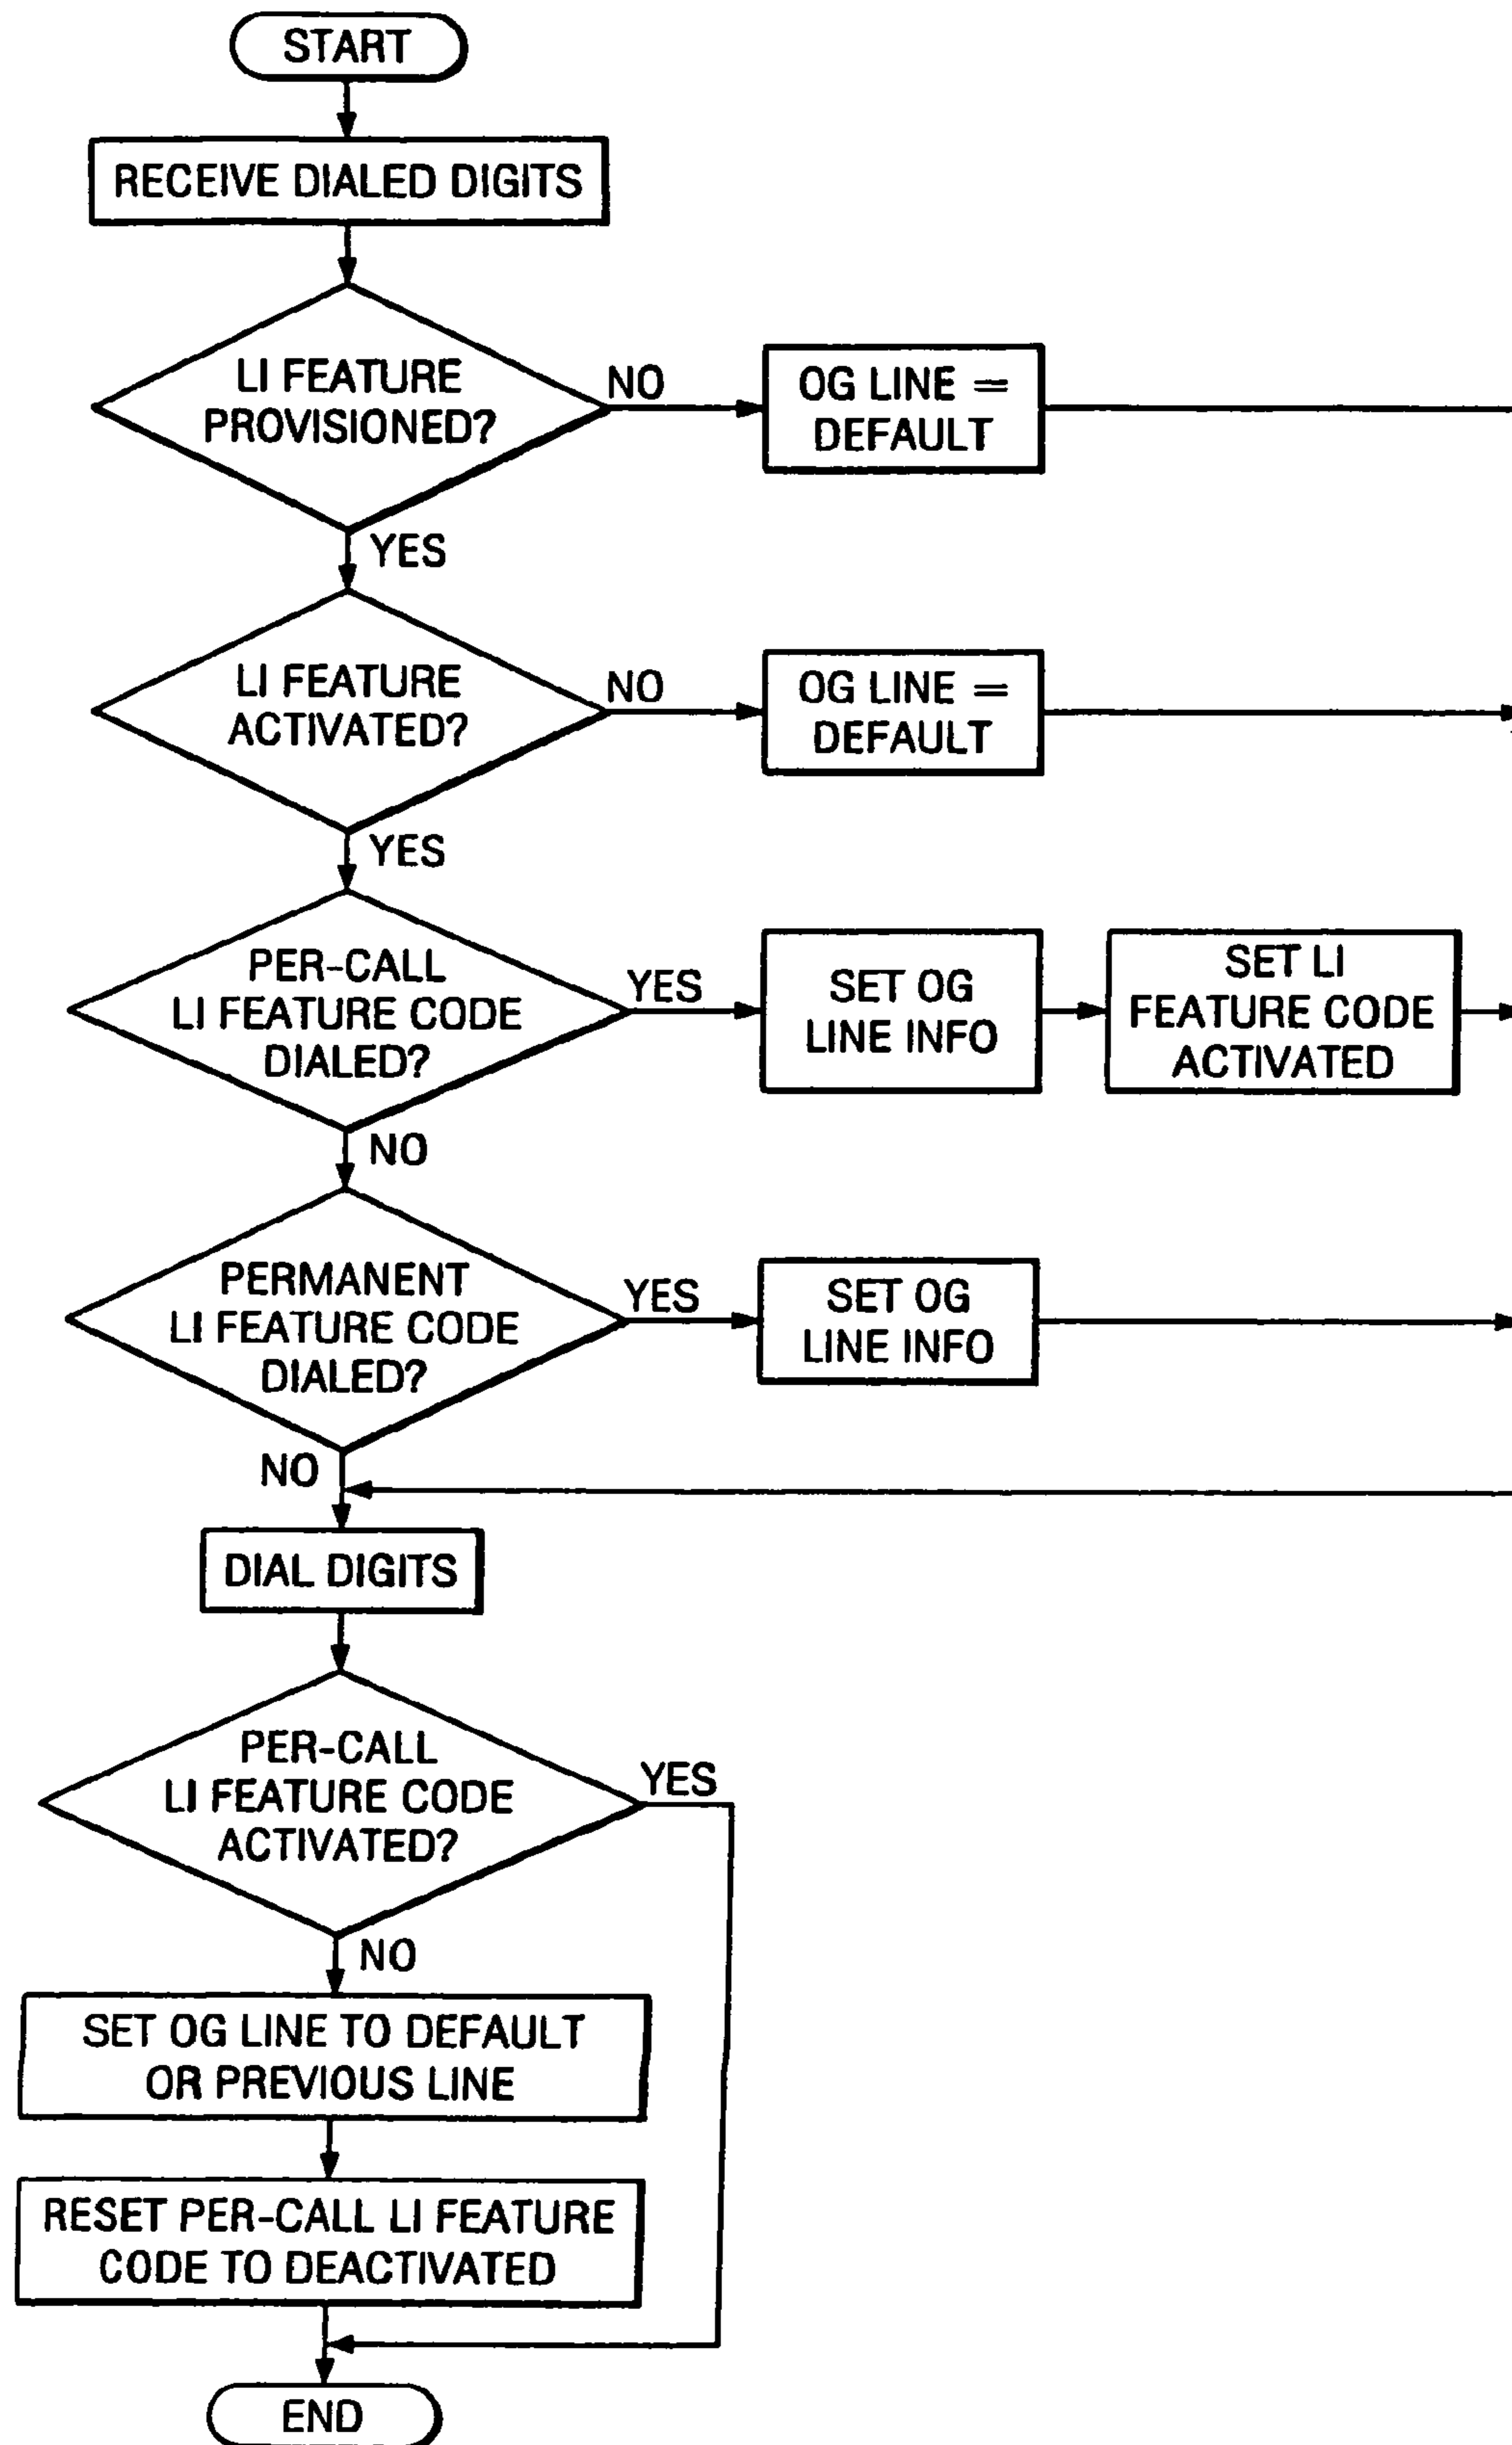 START
RECEIVE DIALED DIGITS
LI FEATURE
PROVISIONED?
NO
OG LINE =
DEFAULT
YES
LI FEATURE
ACTIVATED?
NO
OG LINE =
DEFAULT
YES
PER-CALL
LI FEATURE CODE
DIALED?
YES
SET OG
LINE INFO
SET LI
FEATURE CODE
ACTIVATED
NO
PERMANENT
LI FEATURE CODE
DIALED?
YES
SET OG
LINE INFO
NO
DIAL DIGITS
PER-CALL
LI FEATURE CODE
ACTIVATED?
YES
NO
SET OG LINE TO DEFAULT
OR PREVIOUS LINE
RESET PER-CALL LI FEATURE
CODE TO DEACTIVATED
END